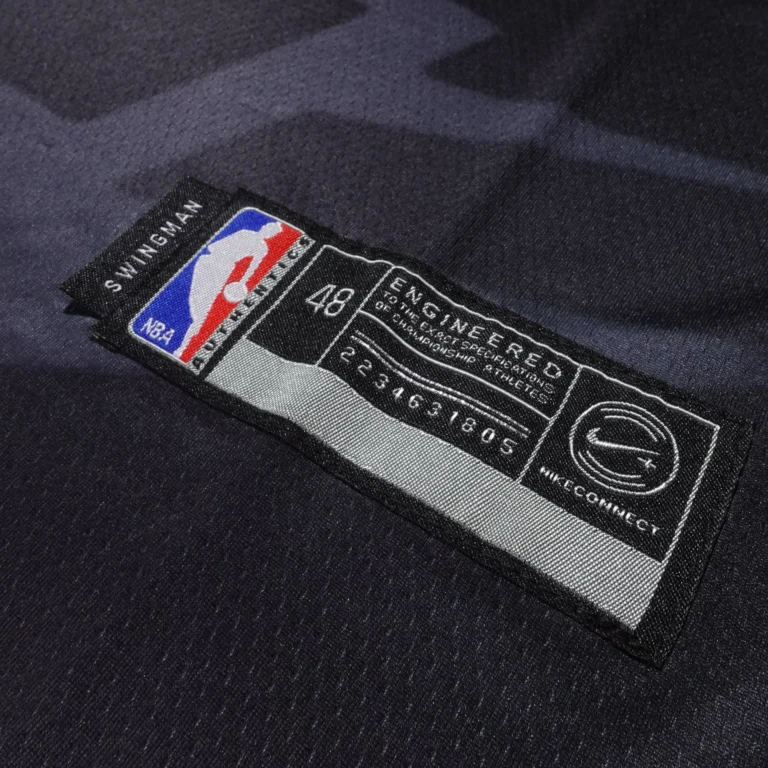 SWINGMAN
NBA
AUTHENTICS
48
ENGINEERED
TO THE EXACT SPECIFICATIONS
OF CHAMPIONSHIP ATHLETES
2234631805
NIKECONNECT